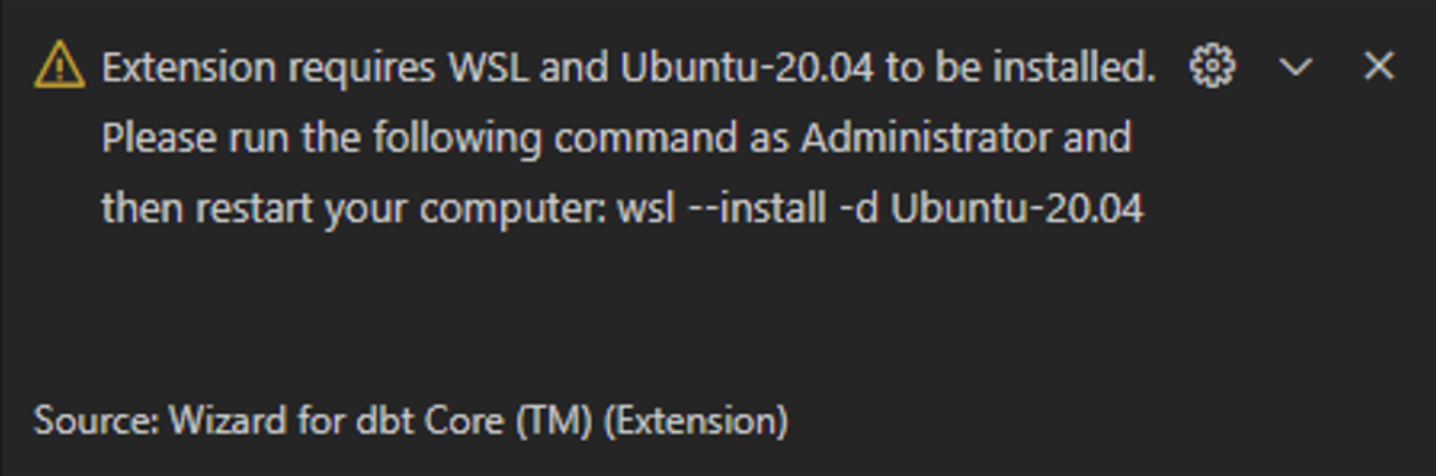 Extension requires WSL and Ubuntu-20.04 to be installed.
Please run the following command as Administrator and
then restart your computer: wsl --install -d Ubuntu-20.04
Source: Wizard for dbt Core (TM) (Extension)